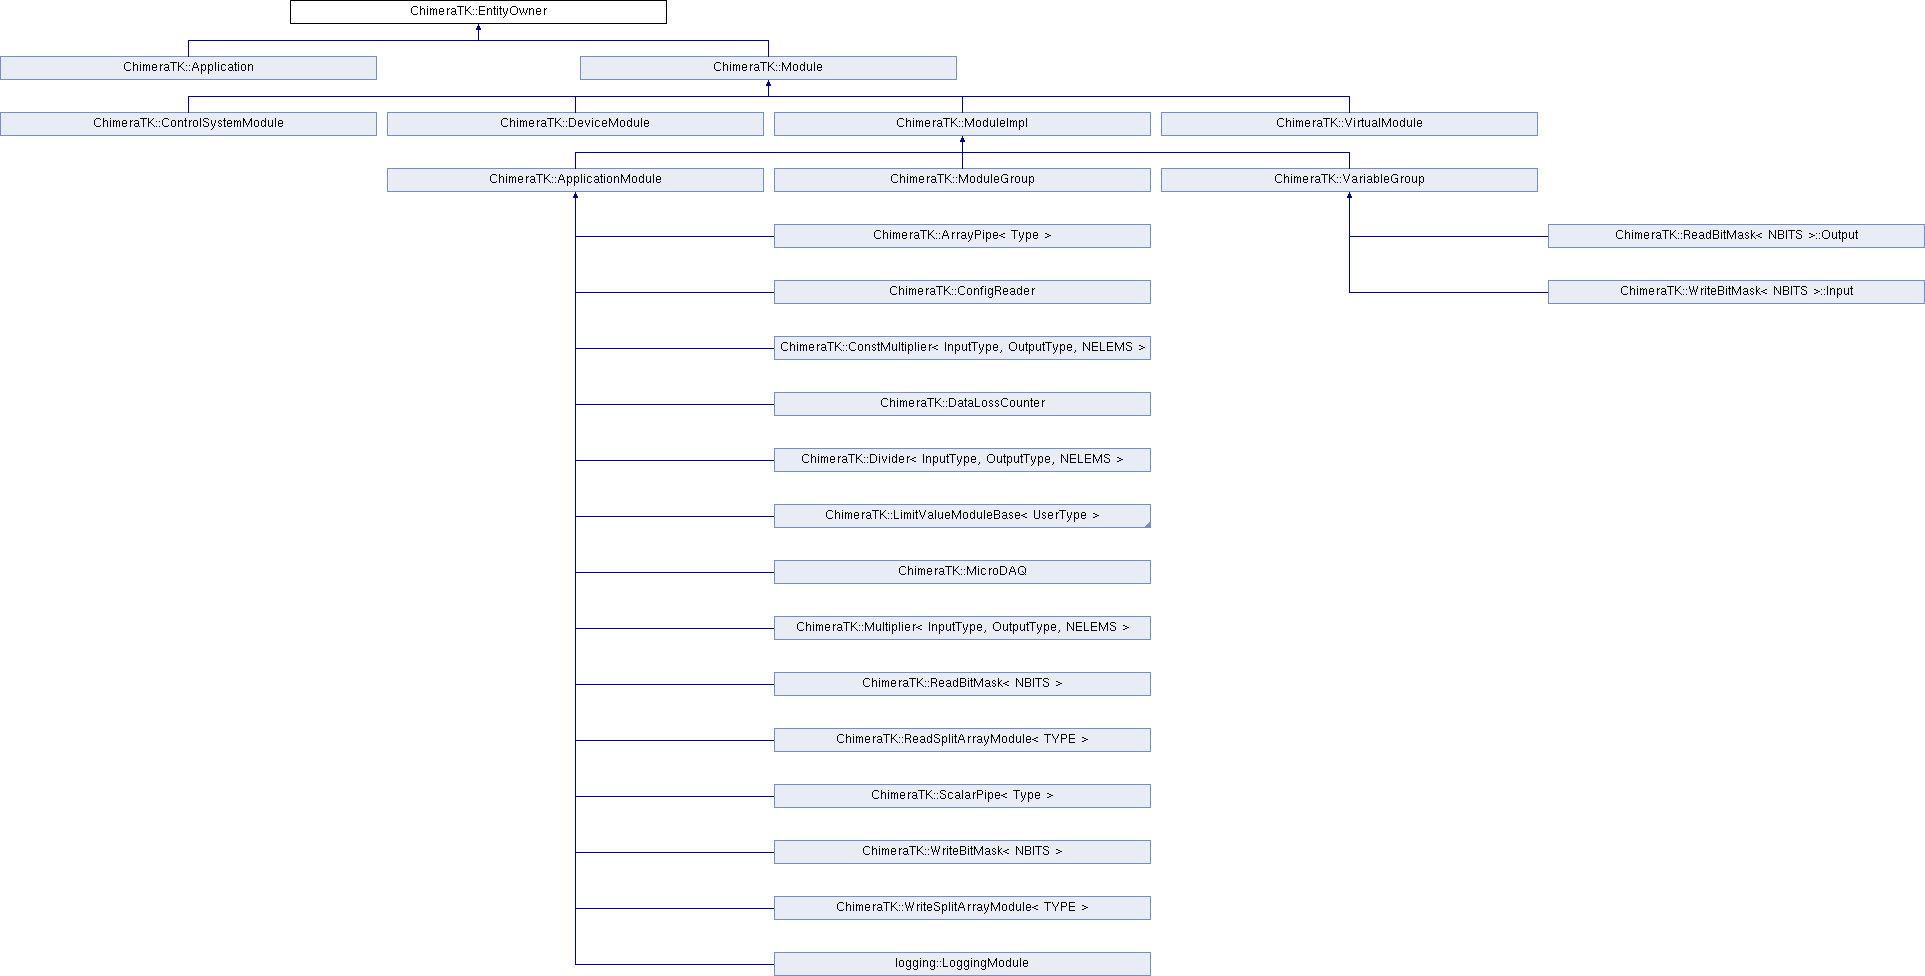 ChimeraTK::EntityOwner
ChimeraTK::Application
ChimeraTK::Module
ChimeraTK::ControlSystemModule
ChimeraTK::DeviceModule
ChimeraTK::ModuleImpl
ChimeraTK::VirtualModule
ChimeraTK::ApplicationModule
ChimeraTK::ModuleGroup
ChimeraTK::VariableGroup
ChimeraTK::ArrayPipe< Type >
ChimeraTK::ReadBitMask< NBITS >::Output
ChimeraTK::ConfigReader
ChimeraTK::WriteBitMask< NBITS >::Input
ChimeraTK::ConstMultiplier< InputType, OutputType, NELEMS >
ChimeraTK::DataLossCounter
ChimeraTK::Divider< InputType, OutputType, NELEMS >
ChimeraTK::LimitValueModuleBase< UserType >
ChimeraTK::MicroDAQ
ChimeraTK::Multiplier< InputType, OutputType, NELEMS >
ChimeraTK::ReadBitMask< NBITS >
ChimeraTK::ReadSplitArrayModule< TYPE >
ChimeraTK::ScalarPipe< Type >
ChimeraTK::WriteBitMask< NBITS >
ChimeraTK::WriteSplitArrayModule< TYPE >
logging::LoggingModule